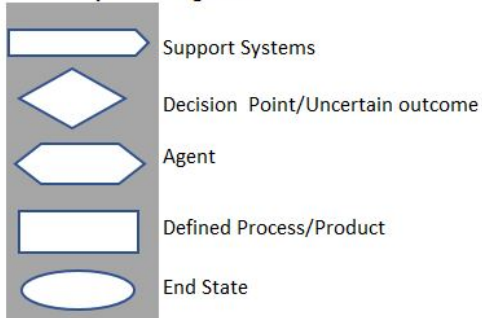 Support Systems
Decision Point/Uncertain outcome
Agent
Defined Process/Product
End State